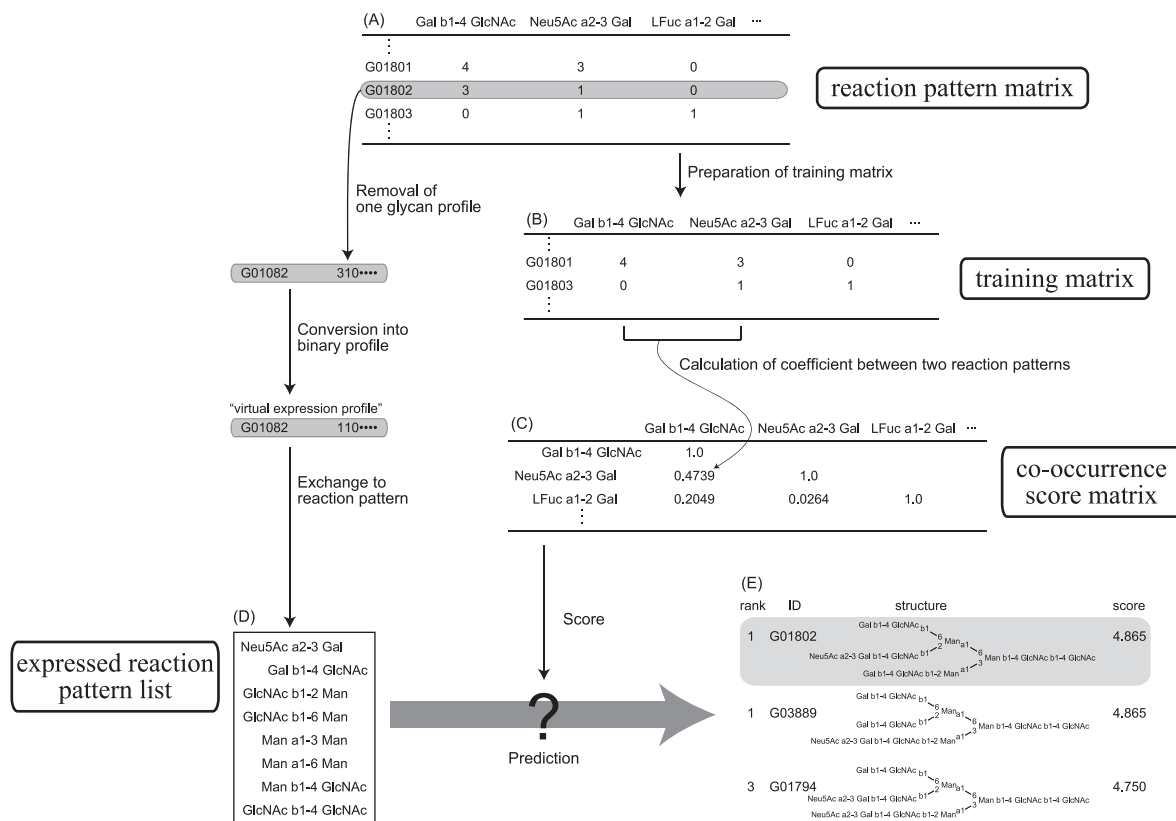 (A)
Gal b1-4 GlcNAc Neu5Ac a2-3 Gal LFuc a1-2 Gal ...
G01801 4 3 0
G01802 3 1 0
G01803 0 1 1
reaction pattern matrix
Removal of
one glycan profile
Preparation of training matrix
(B)
Gal b1-4 GlcNAc Neu5Ac a2-3 Gal LFuc a1-2 Gal ...
G01801 4 3 0
G01803 0 1 1
training matrix
G01082 310••••
Conversion into
binary profile
Calculation of coefficient between two reaction patterns
“virtual expression profile”
G01082 110••••
(C)
Gal b1-4 GlcNAc Neu5Ac a2-3 Gal LFuc a1-2 Gal ...
Gal b1-4 GlcNAc 1.0
Neu5Ac a2-3 Gal 0.4739 1.0
LFuc a1-2 Gal 0.2049 0.0264 1.0
co-occurrence
score matrix
Exchange to
reaction pattern
Score
(D)
Neu5Ac a2-3 Gal
Gal b1-4 GlcNAc
GlcNAc b1-2 Man
GlcNAc b1-6 Man
Man a1-3 Man
Man a1-6 Man
Man b1-4 GlcNAc
GlcNAc b1-4 GlcNAc
expressed reaction
pattern list
?
Prediction
(E)
rank ID structure score
1 G01802 4.865
Gal b1-4 GlcNAc b1
6
2 Man a1
Neu5Ac a2-3 Gal b1-4 GlcNAc b1
6
3 Man b1-4 GlcNAc b1-4 GlcNAc
Gal b1-4 GlcNAc b1-2 Man a1
1 G03889 4.865
Gal b1-4 GlcNAc b1
6
2 Man a1
Gal b1-4 GlcNAc b1
6
3 Man b1-4 GlcNAc b1-4 GlcNAc
Neu5Ac a2-3 Gal b1-4 GlcNAc b1-2 Man a1
3 G01794 4.750
Gal b1-4 GlcNAc b1
6
2 Man a1
Neu5Ac a2-3 Gal b1-4 GlcNAc b1
6
3 Man b1-4 GlcNAc b1-4 GlcNAc
Neu5Ac a2-3 Gal b1-4 GlcNAc b1-2 Man a1